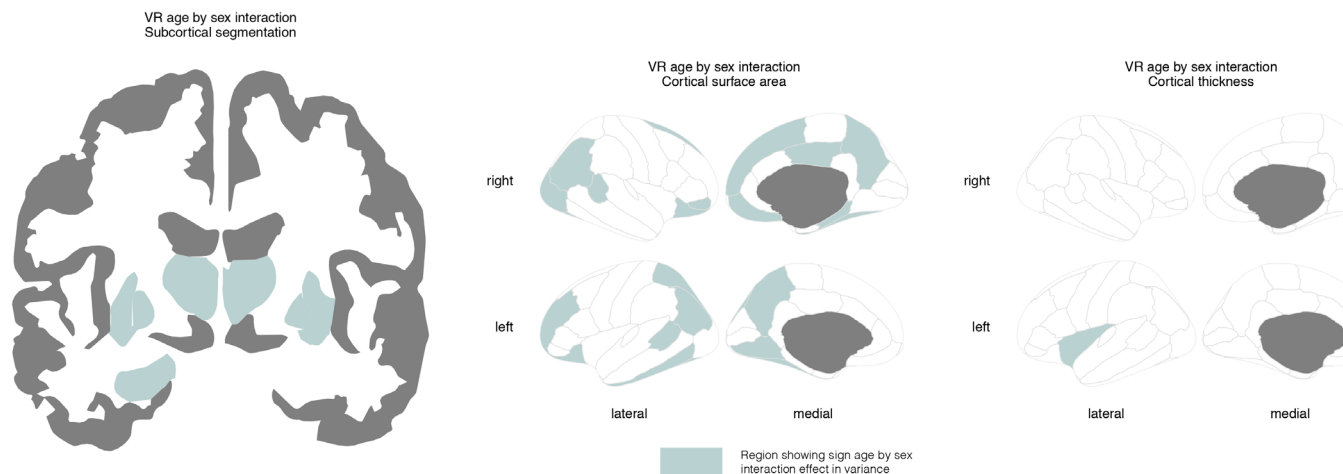 VR age by sex interaction
Subcortical segmentation
VR age by sex interaction
Cortical surface area
right
left
lateral
medial
VR age by sex interaction
Cortical thickness
right
left
lateral
medial
Region showing sign age by sex
interaction effect in variance